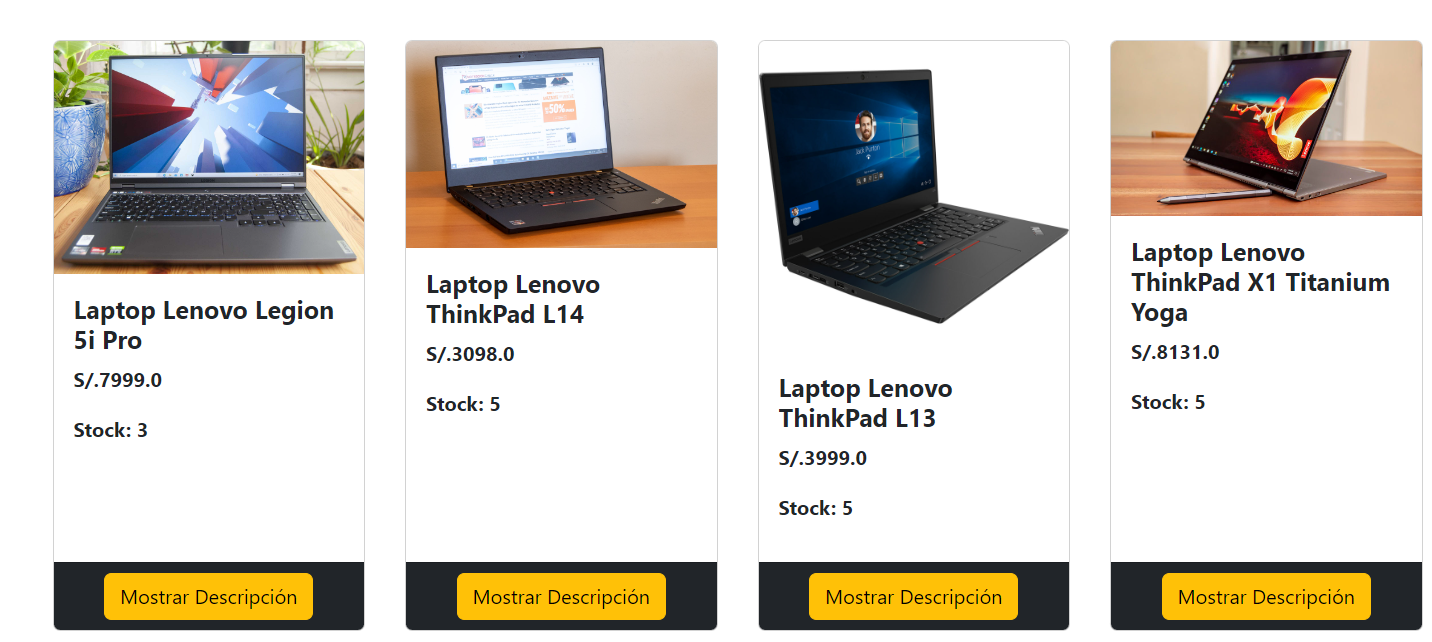 Laptop Lenovo Legion
5i Pro
S/.7999.0
Stock: 3
Mostrar Descripción
Laptop Lenovo
ThinkPad L14
S/.3098.0
Stock: 5
Mostrar Descripción
Jack Purton
Laptop Lenovo
ThinkPad L13
S/.3999.0
Stock: 5
Mostrar Descripción
Laptop Lenovo
ThinkPad X1 Titanium
Yoga
S/.8131.0
Stock: 5
Mostrar Descripción